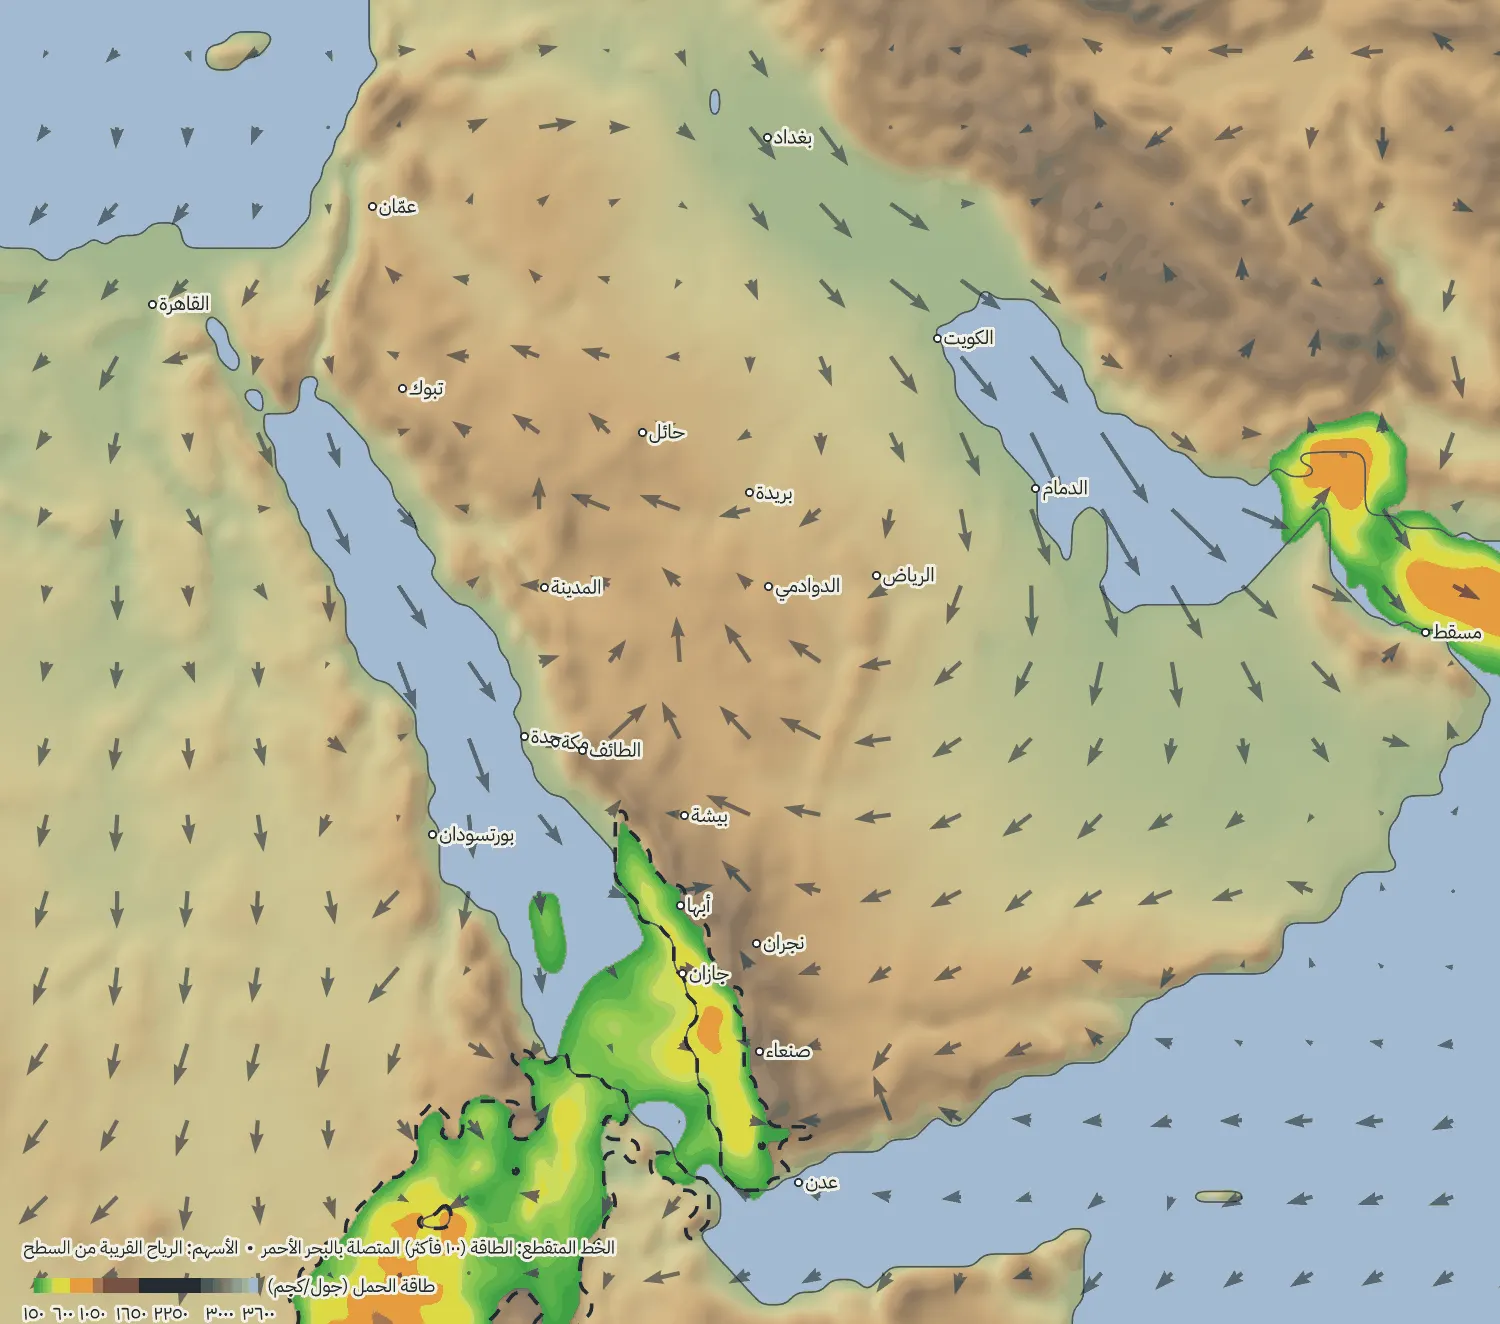 بغداد
عمّان
القاهرة
الكويت
تبوك
حائل
الدمام
بريدة
الرياض
الدوادمي
المدينة
مسقط
جدة
مكة
الطائف
بيشة
بورتسودان
أبها
نجران
جازان
صنعاء
عدن
الخط المتقطع: الطاقة (١٠٠ فأكثر) المتصلة بالبحر الأحمر • الأسهم: الرياح القريبة من السطح
طاقة الحمل (جول/كجم)
١٥٠ ٦٠٠ ١٠٥٠ ١٦٥٠ ٢٢٥٠ ٣٠٠٠ ٣٦٠٠